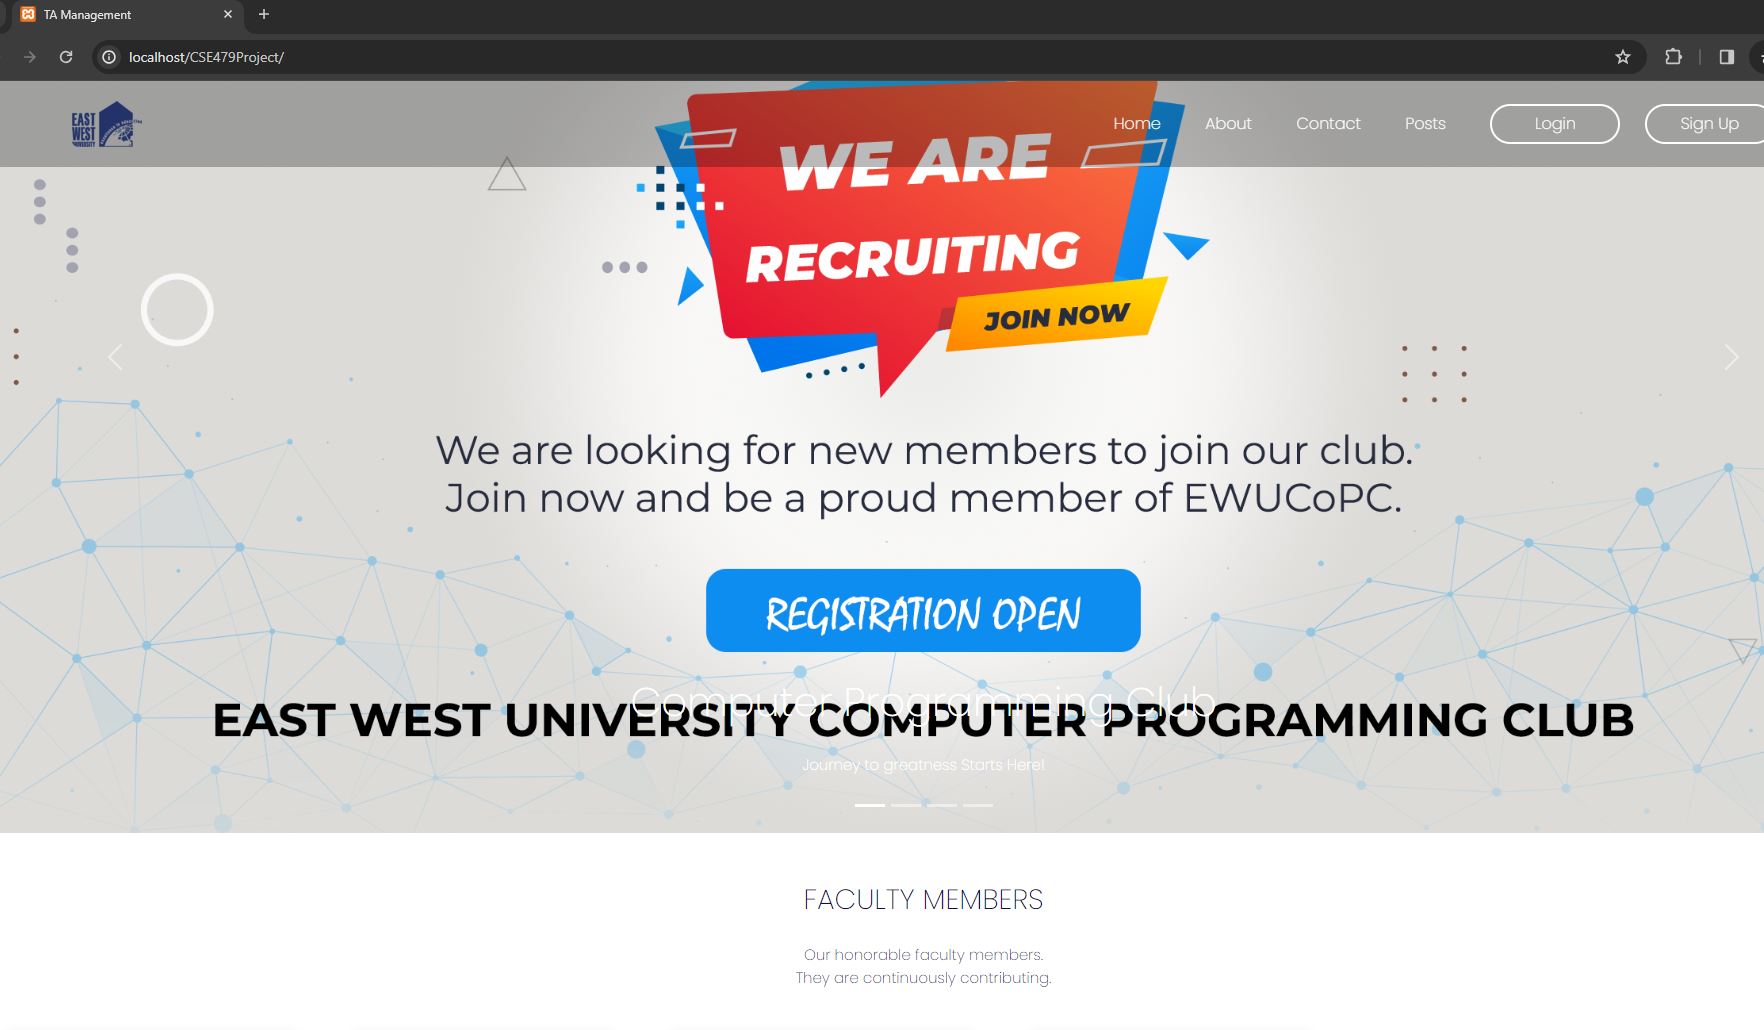 TA Management
localhost/CSE479Project/
EAST
WEST
UNIVERSITY
Home
About
Contact
Posts
Login
Sign Up
WE ARE
RECRUITING
JOIN NOW
We are looking for new members to join our club.
Join now and be a proud member of EWUCoPC.
REGISTRATION OPEN
Computer Programming Club
EAST WEST UNIVERSITY COMPUTER PROGRAMMING CLUB
Journey to greatness Starts Here!
FACULTY MEMBERS
Our honorable faculty members.
They are continuously contributing.